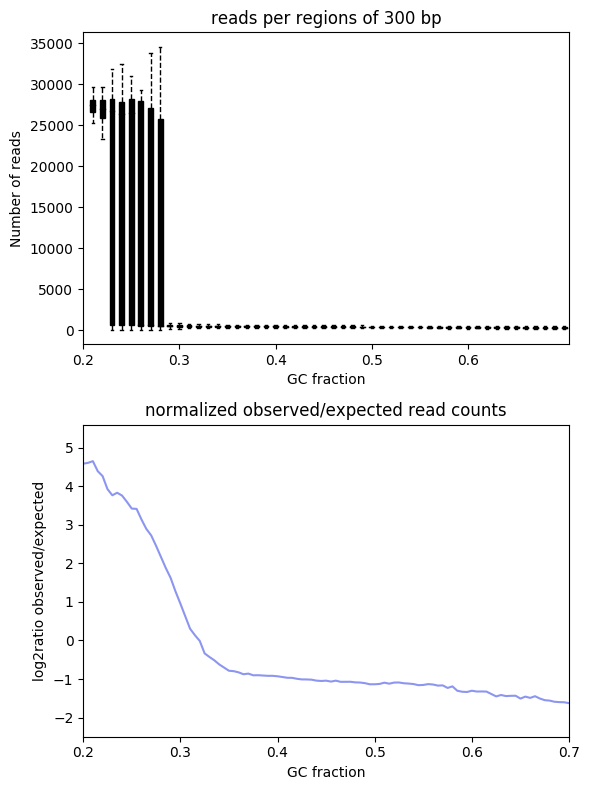 reads per regions of 300 bp
35000
30000
25000
20000
15000
10000
5000
0
Number of reads
0.2 0.3 0.4 0.5 0.6
GC fraction
normalized observed/expected read counts
5
4
3
2
1
0
−1
−2
log2ratio observed/expected
0.2 0.3 0.4 0.5 0.6 0.7
GC fraction